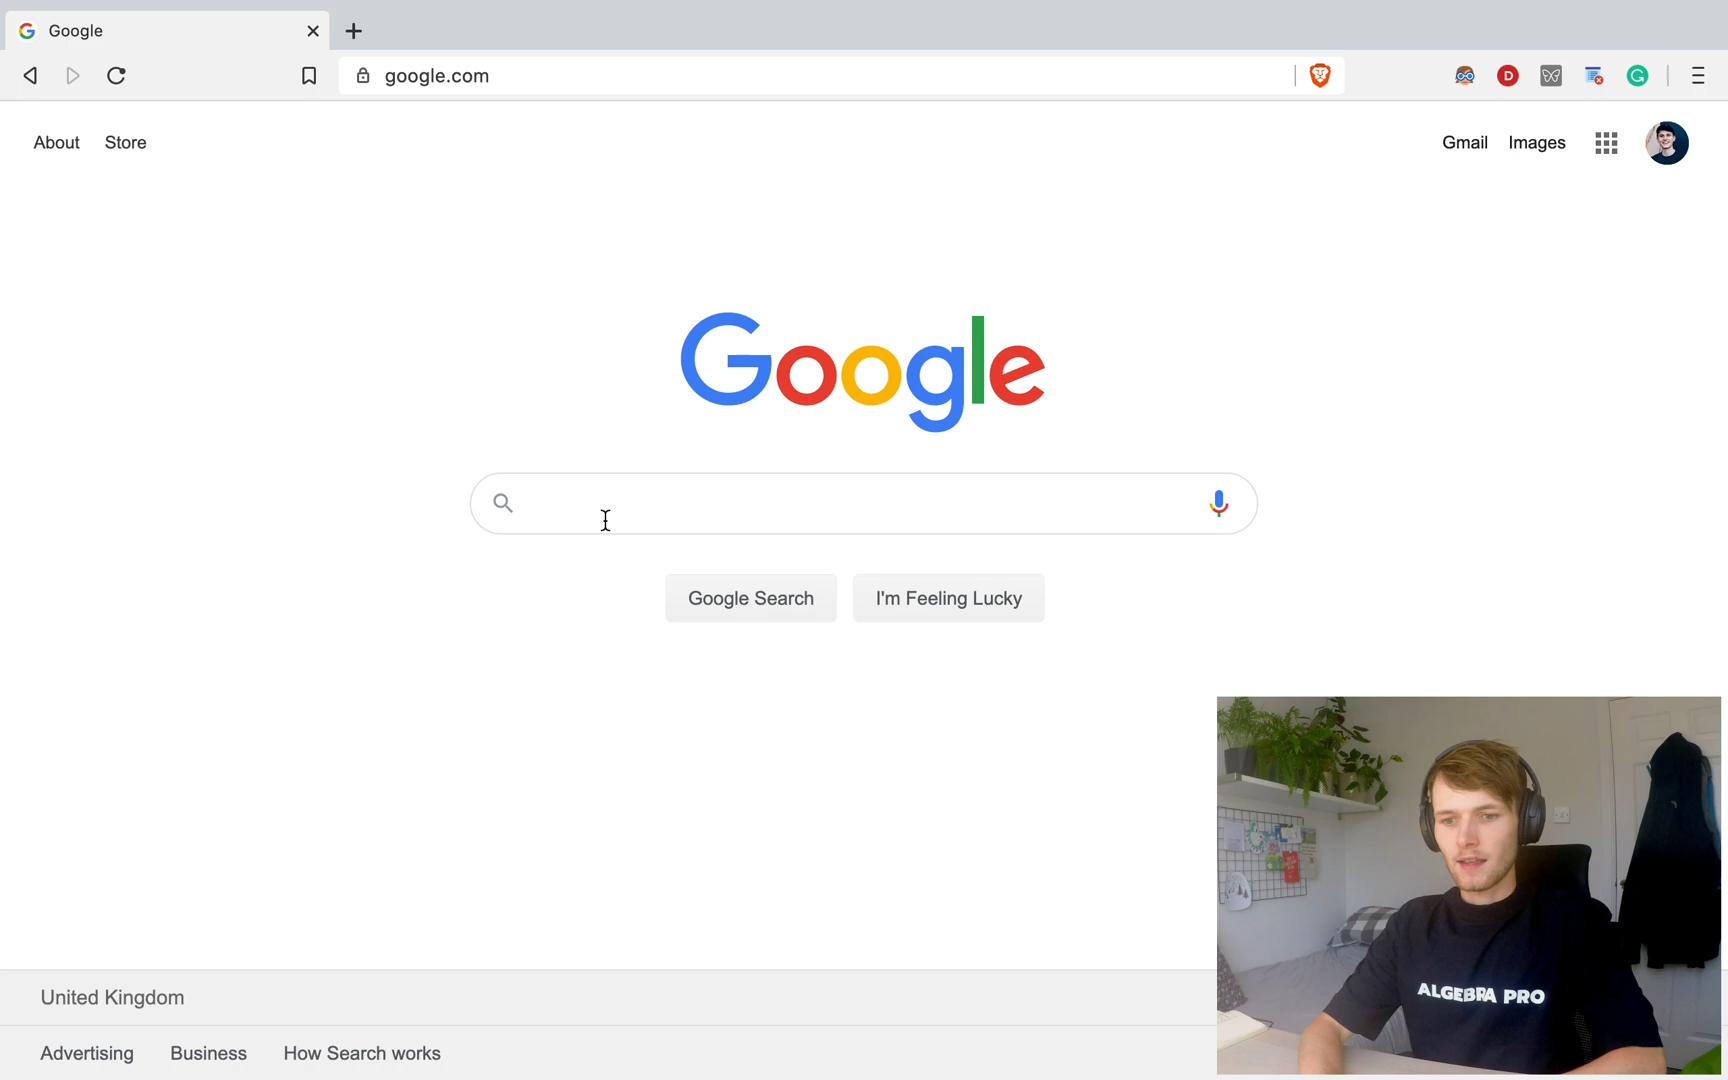 Google
google.com
D
G
About Store
Gmail Images
Google
Google Search I'm Feeling Lucky
ALGEBRA PRO
United Kingdom
Advertising Business How Search works